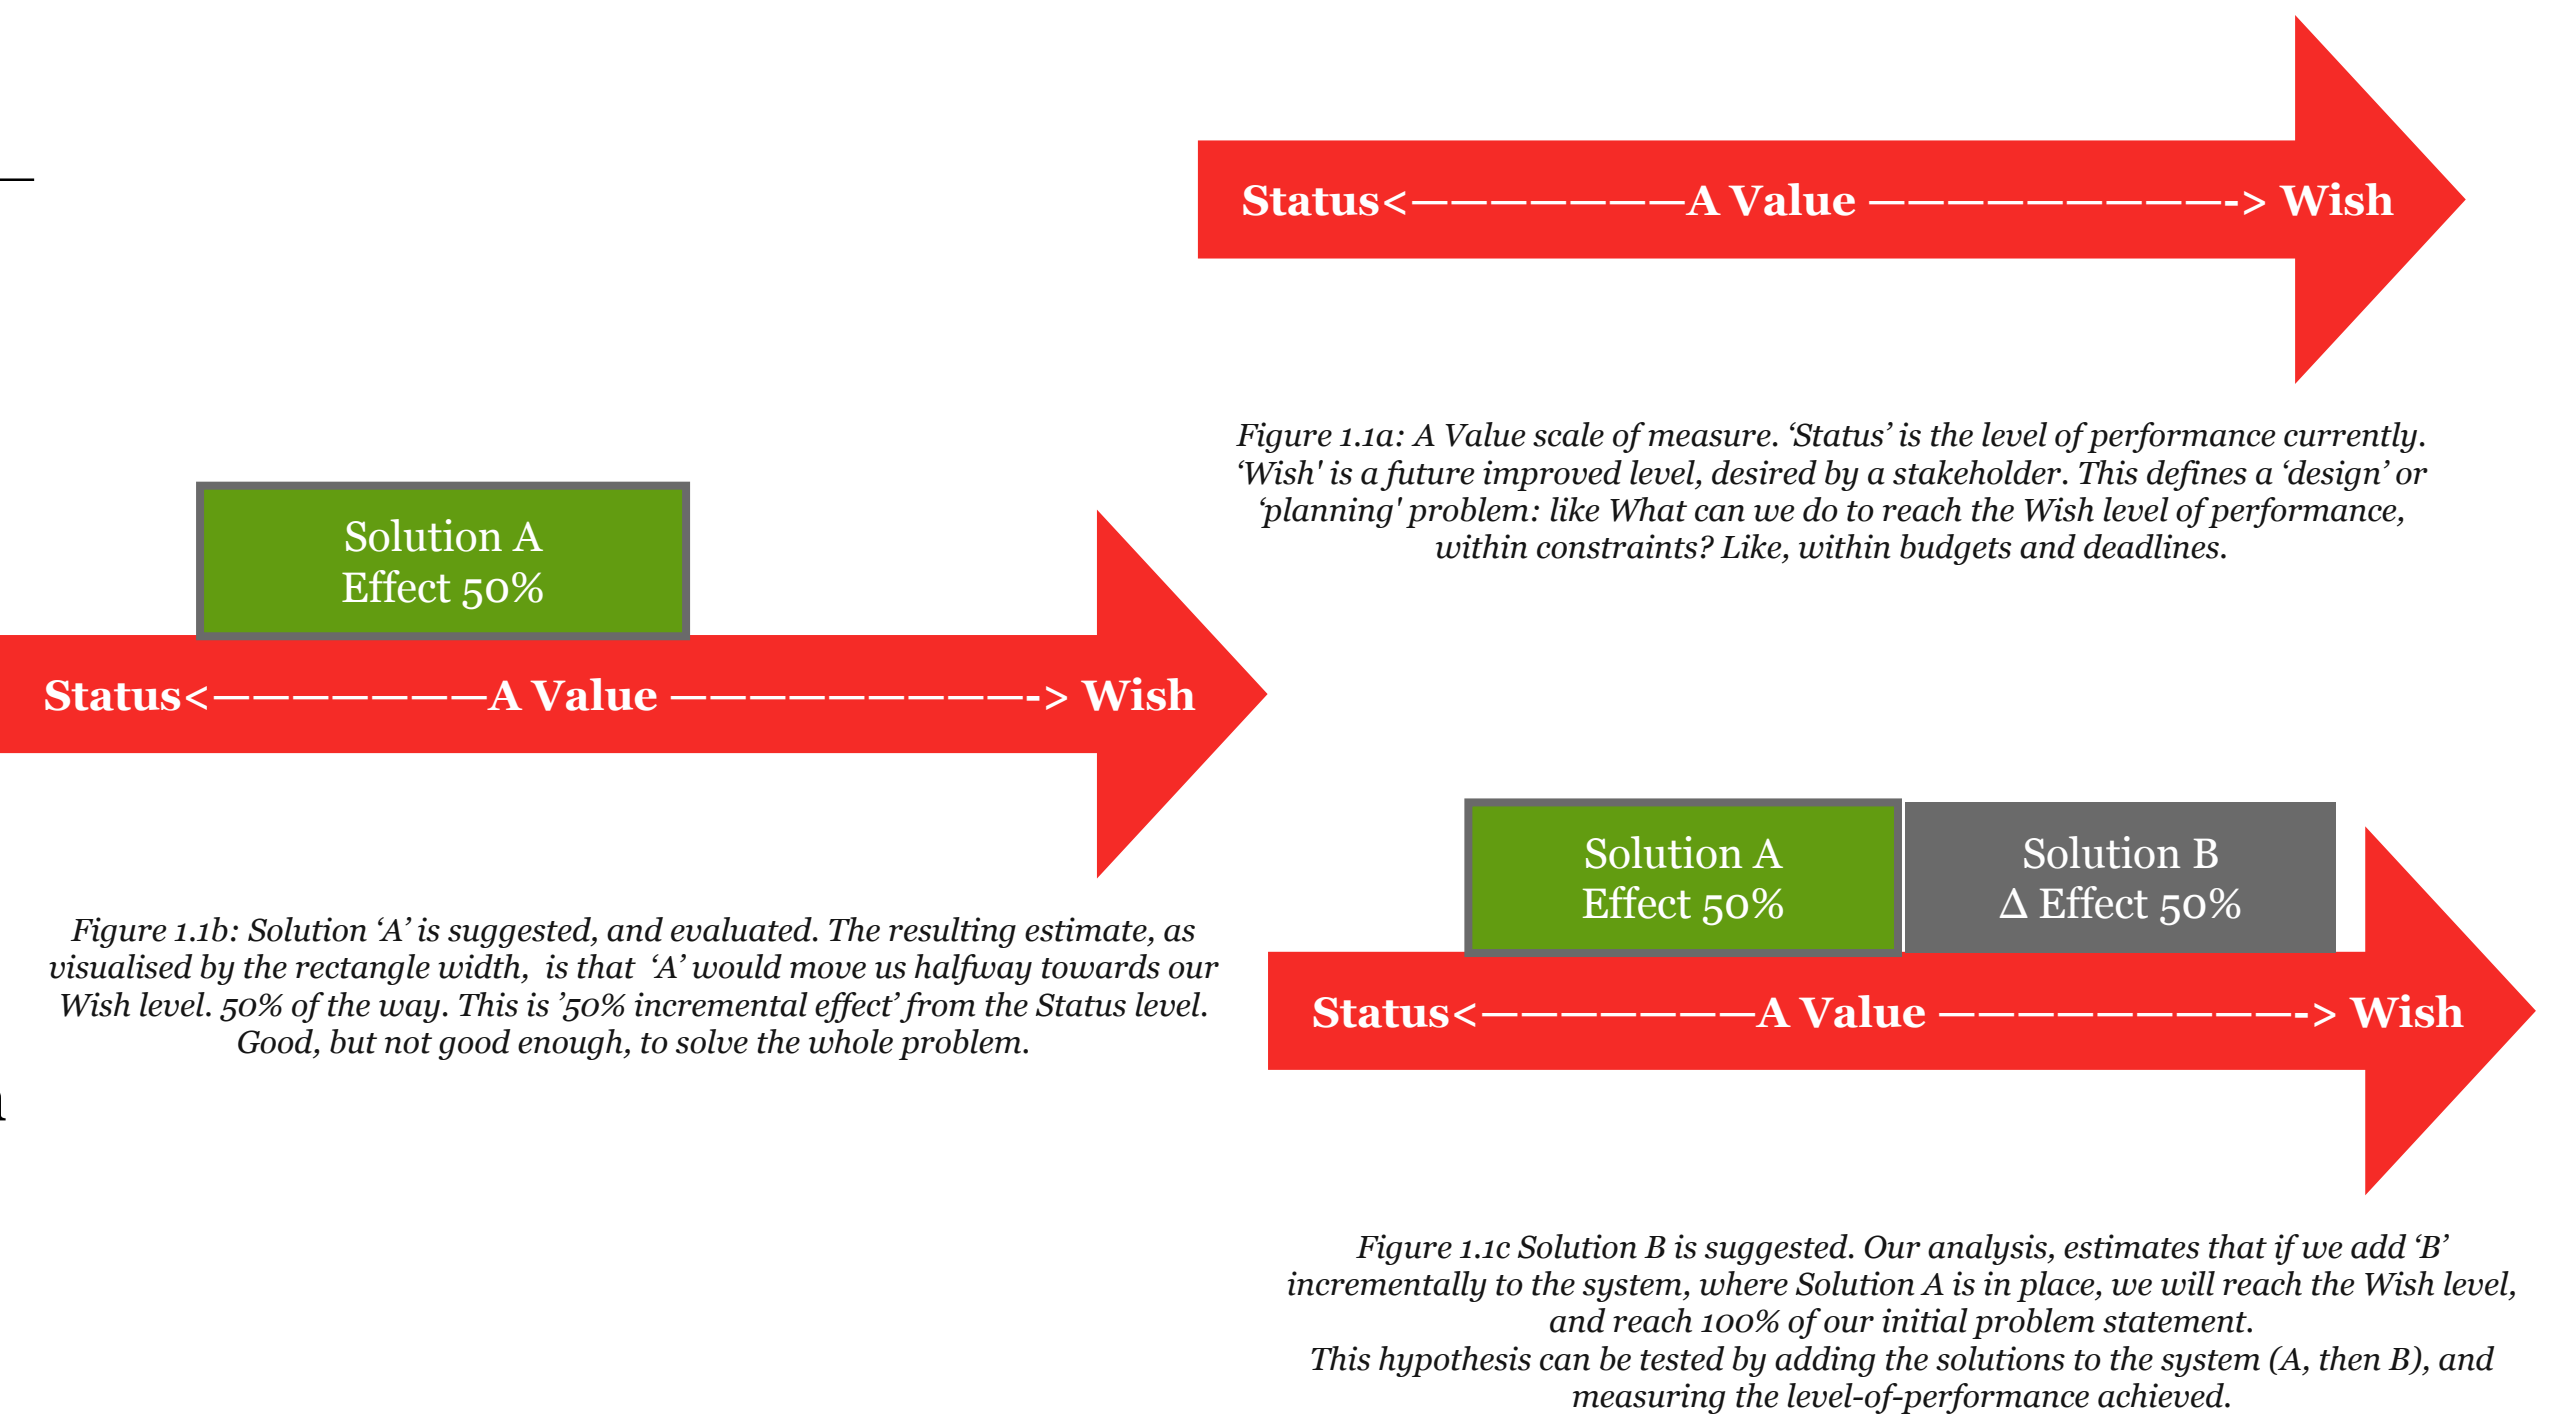 Status<———————A Value —————————-> Wish
Figure 1.1a: A Value scale of measure. ‘Status’ is the level of performance currently.
‘Wish' is a future improved level, desired by a stakeholder. This defines a ‘design’ or
‘planning' problem: like What can we do to reach the Wish level of performance,
within constraints? Like, within budgets and deadlines.
Solution A
Effect 50%
Status<———————A Value —————————-> Wish
Figure 1.1b: Solution ‘A’ is suggested, and evaluated. The resulting estimate, as
visualised by the rectangle width,  is that  ‘A’ would move us halfway towards our
Wish level. 50% of the way. This is ’50% incremental effect’ from the Status level.
Good, but not good enough, to solve the whole problem.
Solution A
Effect 50%
Solution B
Δ Effect 50%
Status<———————A Value —————————-> Wish
Figure 1.1c Solution B is suggested. Our analysis, estimates that if we add ‘B’
incrementally to the system, where Solution A is in place, we will reach the Wish level,
and reach 100% of our initial problem statement.
This hypothesis can be tested by adding the solutions to the system (A, then B), and
measuring the level-of-performance achieved.